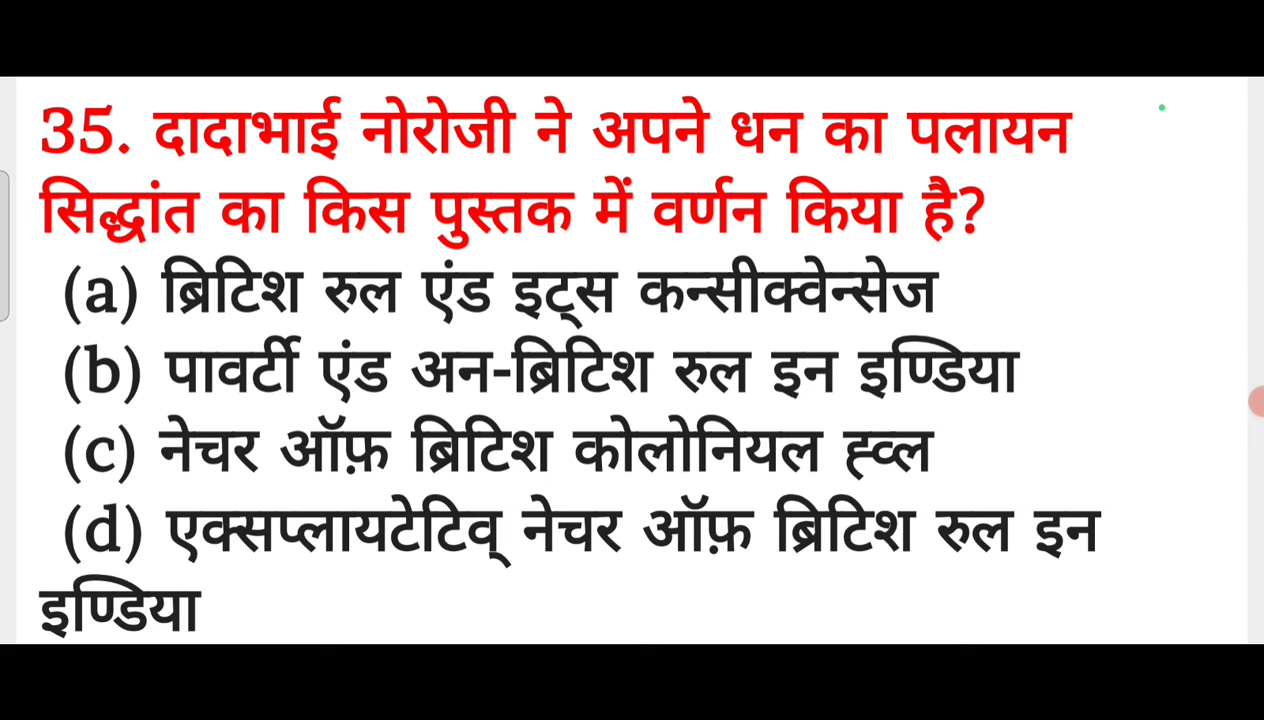 35. दादाभाई नोरोजी ने अपने धन का पलायन
सिद्धांत का किस पुस्तक में वर्णन किया है?
(a) ब्रिटिश रुल एंड इट्स कन्सीक्वेन्सेज
(b) पावर्टी एंड अन-ब्रिटिश रुल इन इण्डिया
(c) नेचर ऑफ़ ब्रिटिश कोलोनियल ह्व्ल
(d) एक्सप्लायटेटिव् नेचर ऑफ़ ब्रिटिश रुल इन
इण्डिया